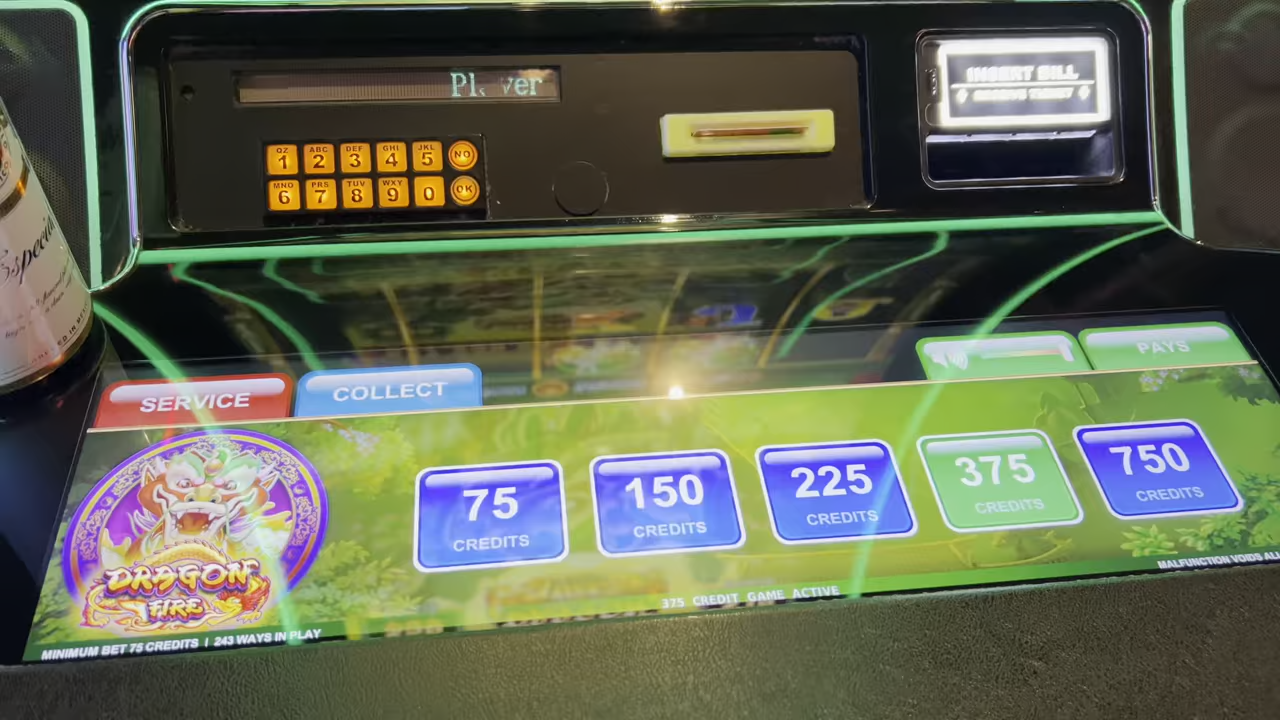 INSERT BILL
QZ ABC DEF GHI JKL
1 2 3 4 5 NO
MNO PRS TUV WXY
6 7 8 9 0 OK
Especial
SERVICE
COLLECT
PAYS
75
CREDITS
150
CREDITS
225
CREDITS
375
CREDITS
750
CREDITS
DRAGON
FIRE
375 CREDIT GAME ACTIVE
MALFUNCTION VOIDS ALL
MINIMUM BET 75 CREDITS | 243 WAYS IN PLAY